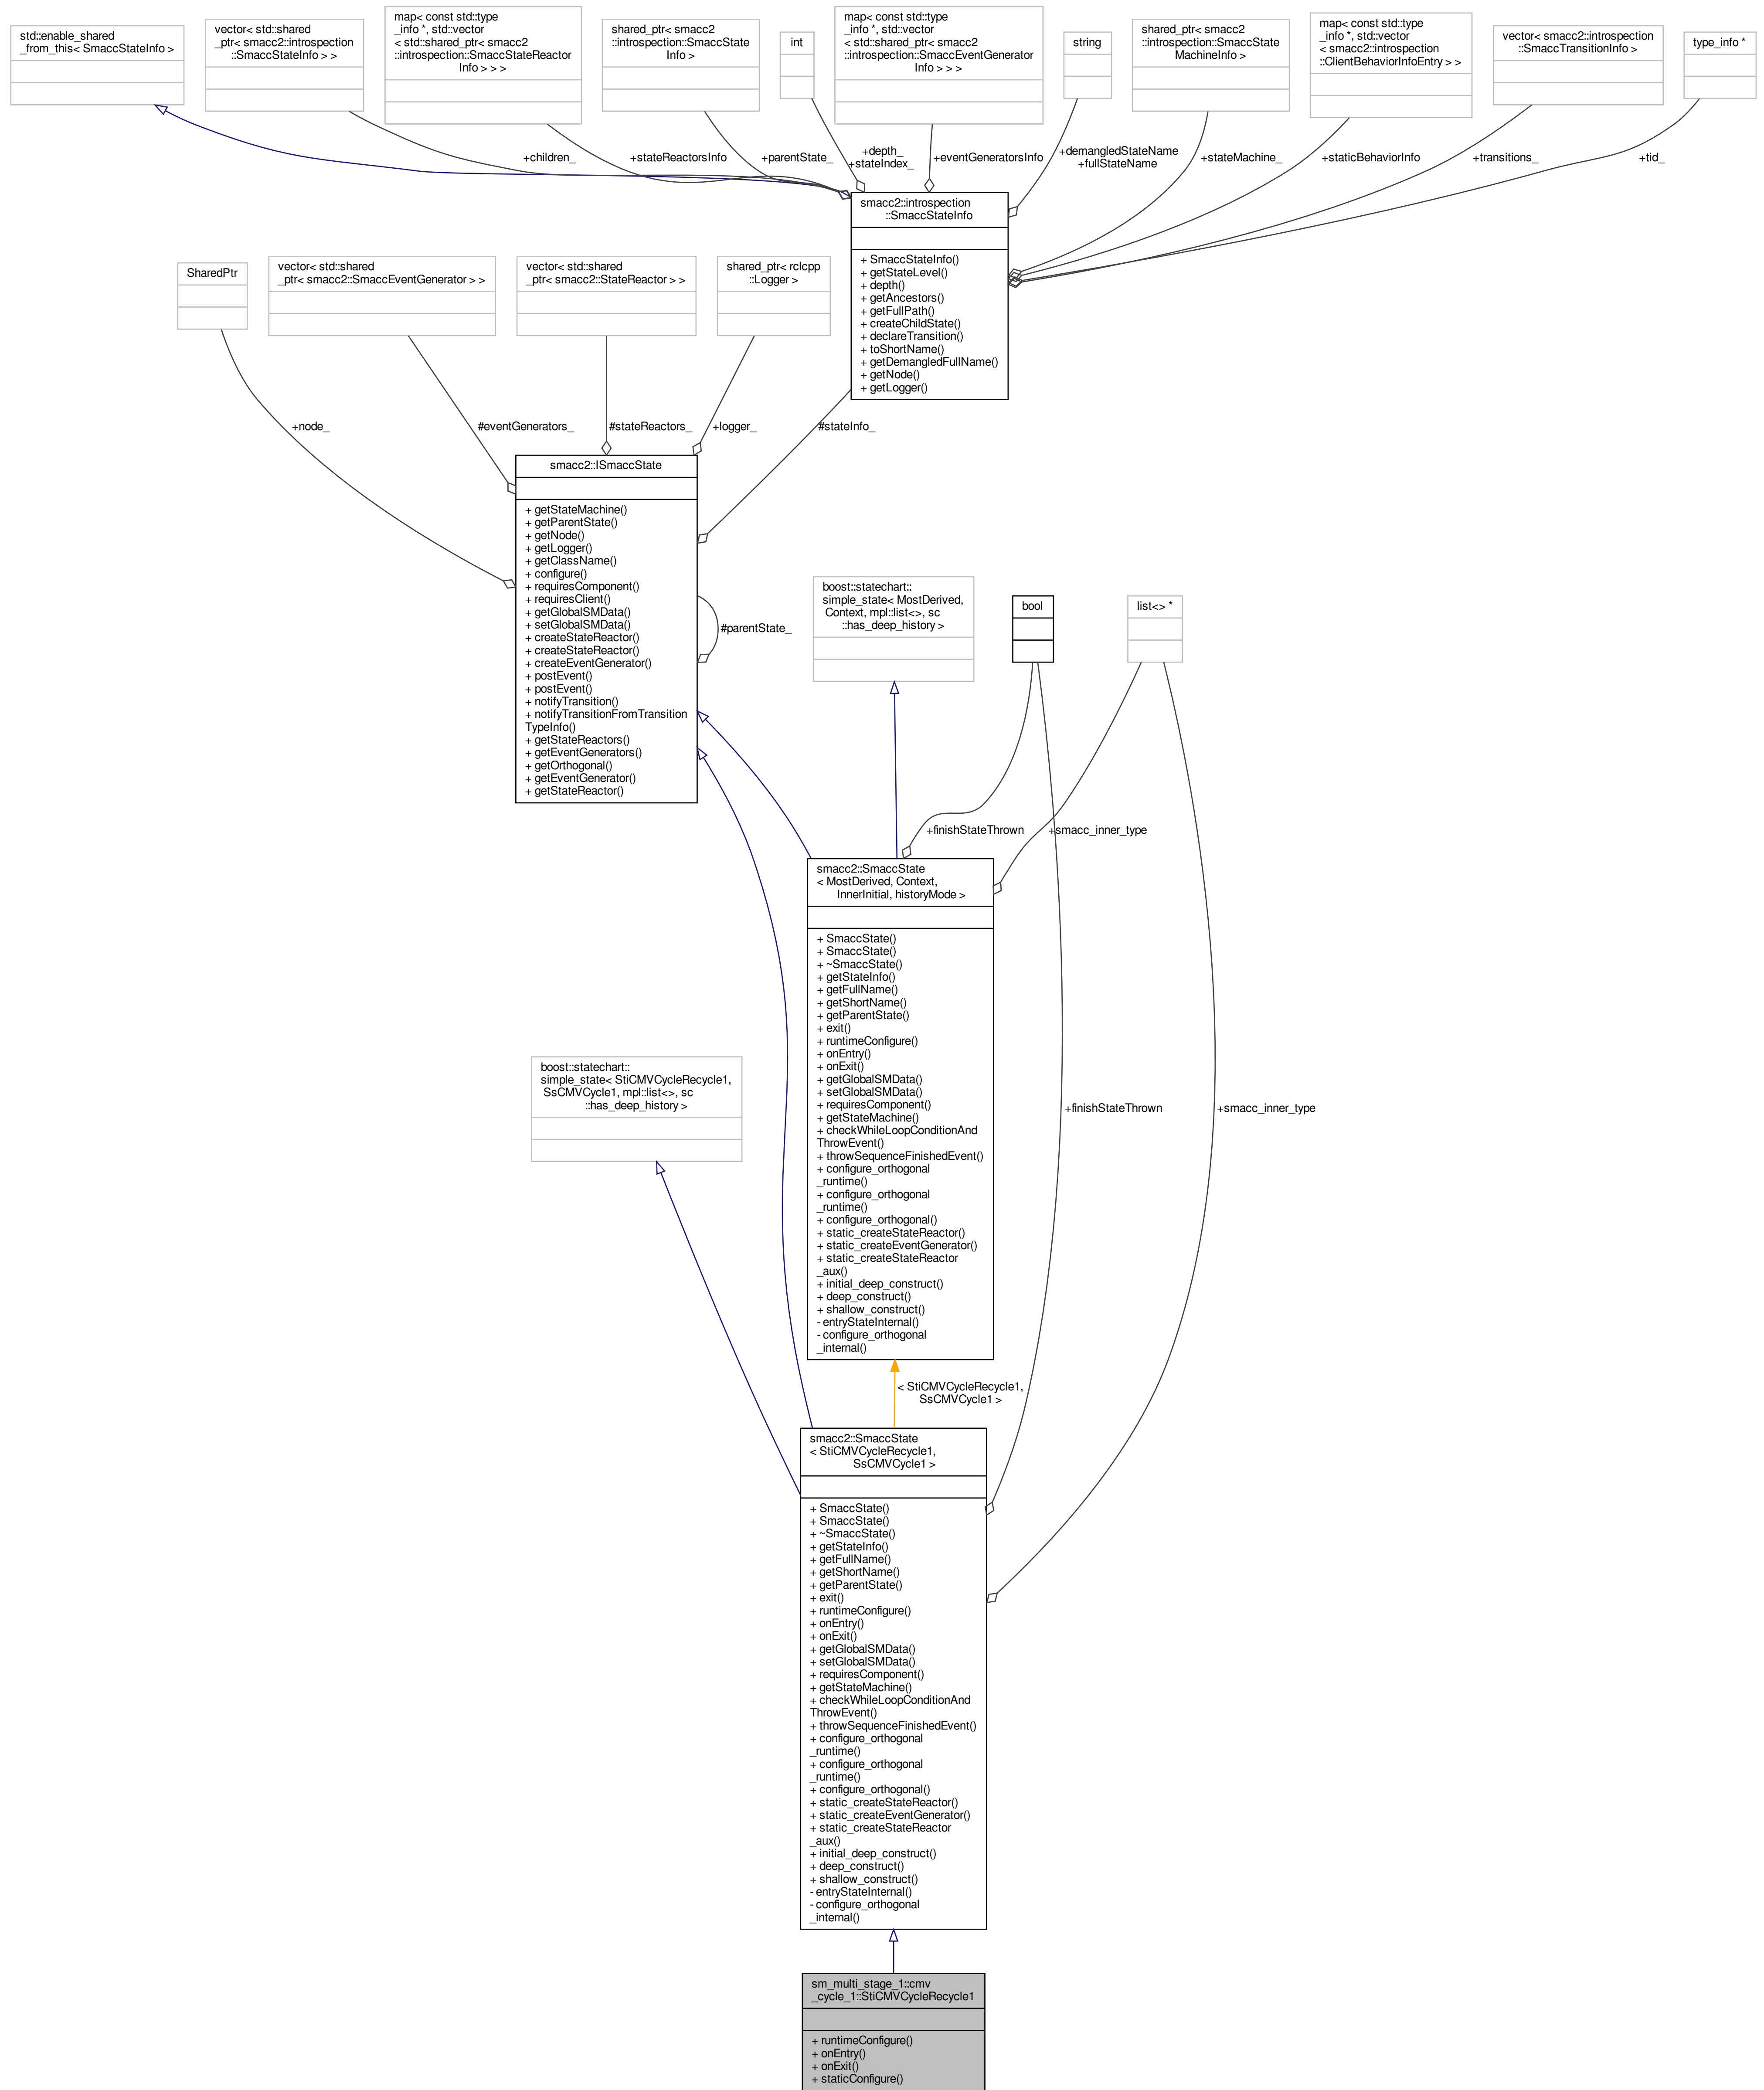 std::enable_shared
_from_this< SmaccStateInfo >
vector< std::shared
_ptr< smacc2::introspection
::SmaccStateInfo > >
map< const std::type
_info *, std::vector
< std::shared_ptr< smacc2
::introspection::SmaccStateReactor
Info > > >
shared_ptr< smacc2
::introspection::SmaccState
Info >
int
map< const std::type
_info *, std::vector
< std::shared_ptr< smacc2
::introspection::SmaccEventGenerator
Info > > >
string
shared_ptr< smacc2
::introspection::SmaccState
MachineInfo >
map< const std::type
_info *, std::vector
< smacc2::introspection
::ClientBehaviorInfoEntry > >
vector< smacc2::introspection
::SmaccTransitionInfo >
type_info *
+children_
+stateReactorsInfo
+parentState_
+depth_
+stateIndex_
+eventGeneratorsInfo
+demangledStateName
+fullStateName
+stateMachine_
+staticBehaviorInfo
+transitions_
+tid_
smacc2::introspection
::SmaccStateInfo
+ SmaccStateInfo()
+ getStateLevel()
+ depth()
+ getAncestors()
+ getFullPath()
+ createChildState()
+ declareTransition()
+ toShortName()
+ getDemangledFullName()
+ getNode()
+ getLogger()
SharedPtr
vector< std::shared
_ptr< smacc2::SmaccEventGenerator > >
vector< std::shared
_ptr< smacc2::StateReactor > >
shared_ptr< rclcpp
::Logger >
+node_
#eventGenerators_
#stateReactors_
+logger_
#stateInfo_
smacc2::ISmaccState
+ getStateMachine()
+ getParentState()
+ getNode()
+ getLogger()
+ getClassName()
+ configure()
+ requiresComponent()
+ requiresClient()
+ getGlobalSMData()
+ setGlobalSMData()
+ createStateReactor()
+ createStateReactor()
+ createEventGenerator()
+ postEvent()
+ postEvent()
+ notifyTransition()
+ notifyTransitionFromTransition
TypeInfo()
+ getStateReactors()
+ getEventGenerators()
+ getOrthogonal()
+ getEventGenerator()
+ getStateReactor()
#parentState_
boost::statechart::
simple_state< MostDerived,
Context, mpl::list<>, sc
::has_deep_history >
bool
list<> *
+finishStateThrown
+smacc_inner_type
smacc2::SmaccState
< MostDerived, Context,
InnerInitial, historyMode >
+ SmaccState()
+ SmaccState()
+ ~SmaccState()
+ getStateInfo()
+ getFullName()
+ getShortName()
+ getParentState()
+ exit()
+ runtimeConfigure()
+ onEntry()
+ onExit()
+ getGlobalSMData()
+ setGlobalSMData()
+ requiresComponent()
+ getStateMachine()
+ checkWhileLoopConditionAnd
ThrowEvent()
+ throwSequenceFinishedEvent()
+ configure_orthogonal
_runtime()
+ configure_orthogonal
_runtime()
+ configure_orthogonal()
+ static_createStateReactor()
+ static_createEventGenerator()
+ static_createStateReactor
_aux()
+ initial_deep_construct()
+ deep_construct()
+ shallow_construct()
- entryStateInternal()
- configure_orthogonal
_internal()
boost::statechart::
simple_state< StiCMVCycleRecycle1,
SsCMVCycle1, mpl::list<>, sc
::has_deep_history >
+finishStateThrown
+smacc_inner_type
< StiCMVCycleRecycle1,
SsCMVCycle1 >
smacc2::SmaccState
< StiCMVCycleRecycle1,
SsCMVCycle1 >
+ SmaccState()
+ SmaccState()
+ ~SmaccState()
+ getStateInfo()
+ getFullName()
+ getShortName()
+ getParentState()
+ exit()
+ runtimeConfigure()
+ onEntry()
+ onExit()
+ getGlobalSMData()
+ setGlobalSMData()
+ requiresComponent()
+ getStateMachine()
+ checkWhileLoopConditionAnd
ThrowEvent()
+ throwSequenceFinishedEvent()
+ configure_orthogonal
_runtime()
+ configure_orthogonal
_runtime()
+ configure_orthogonal()
+ static_createStateReactor()
+ static_createEventGenerator()
+ static_createStateReactor
_aux()
+ initial_deep_construct()
+ deep_construct()
+ shallow_construct()
- entryStateInternal()
- configure_orthogonal
_internal()
sm_multi_stage_1::cmv
_cycle_1::StiCMVCycleRecycle1
+ runtimeConfigure()
+ onEntry()
+ onExit()
+ staticConfigure()